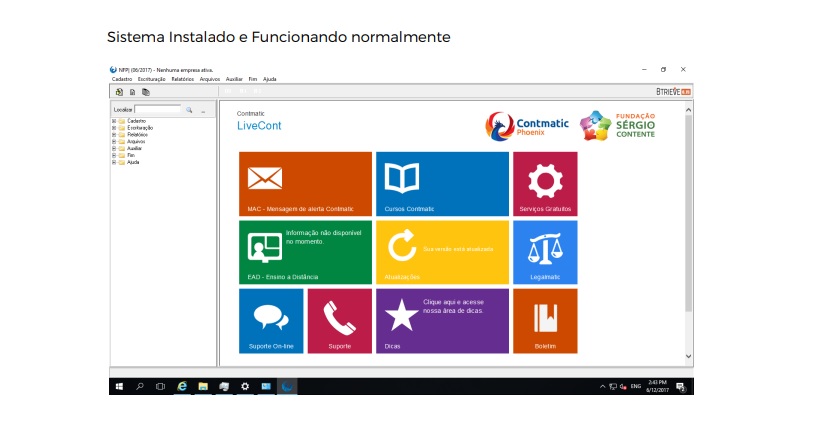 Sistema Instalado e Funcionando normalmente
NFPJ (06/2017) - Nenhuma empresa ativa.
Cadastro Escrituração Relatórios Arquivos Auxiliar Fim Ajuda
BTRIEVE
Localizar
Cadastro
Escrituração
Relatórios
Arquivos
Auxiliar
Fim
Ajuda
Contmatic
LiveCont
Contmatic
Phoenix
FUNDAÇÃO
SÉRGIO
CONTENTE
MAC - Mensagem de alerta Contmatic
Cursos Contmatic
Serviços Gratuitos
Informação não disponível
no momento.
EAD - Ensino a Distância
Sua versão está atualizada
Atualizações
Legalmatic
Suporte On-line
Suporte
Clique aqui e acesse
nossa área de dicas.
Dicas
Boletim
ENG
2:43 PM
6/12/2017